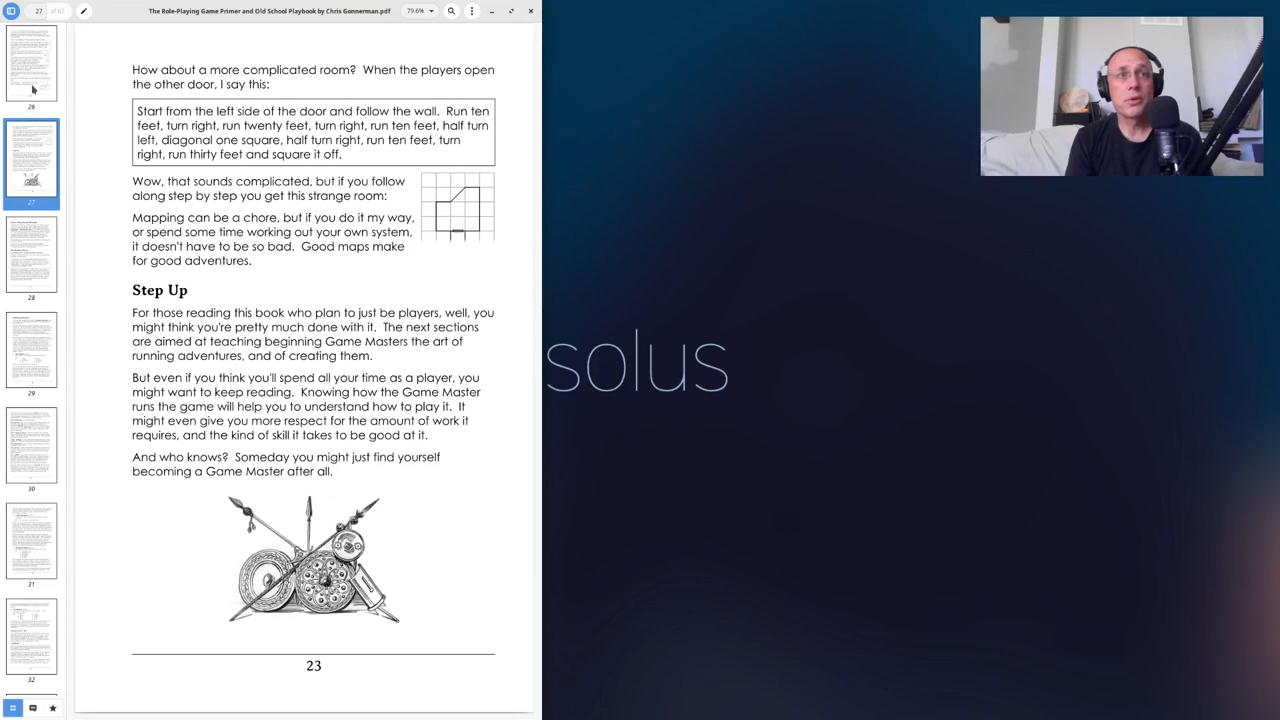 27 of 67
The Role-Playing Game Primer and Old School Playbook by Chris Gonnerman.pdf
79.6%
How about a more complicated room? When the players open
the other door, I say this:
Start from the left side of the door and follow the wall. Run ten
feet, turn right, run twenty feet, turn right, run ten feet, half turn
left, diagonal one square, half turn right, run ten feet, turn
right, run thirty feet and square it off.
Wow, that sounds complicated, but if you follow
along step by step you get this strange room:
Mapping can be a chore, but if you do it my way,
or spend some time working out your own system,
it doesn't have to be so bad. Good maps make
for good adventures.
Step Up
For those reading this book who plan to just be players, well, you
might think you're pretty much done with it. The next sections
are aimed at teaching beginning Game Masters the art of
running adventures, and of creating them.
But even if you think you'll spend all your time as a player, you
might want to keep reading. Knowing how the Game Master
runs the game will help you to understand how to play it. It
might also give you more respect for the amount of work it
requires, and the kind of skills it takes to be good at it.
And who knows? Someday you might just find yourself
becoming a Game Master after all.
23
26
27
28
29
30
31
32
solus